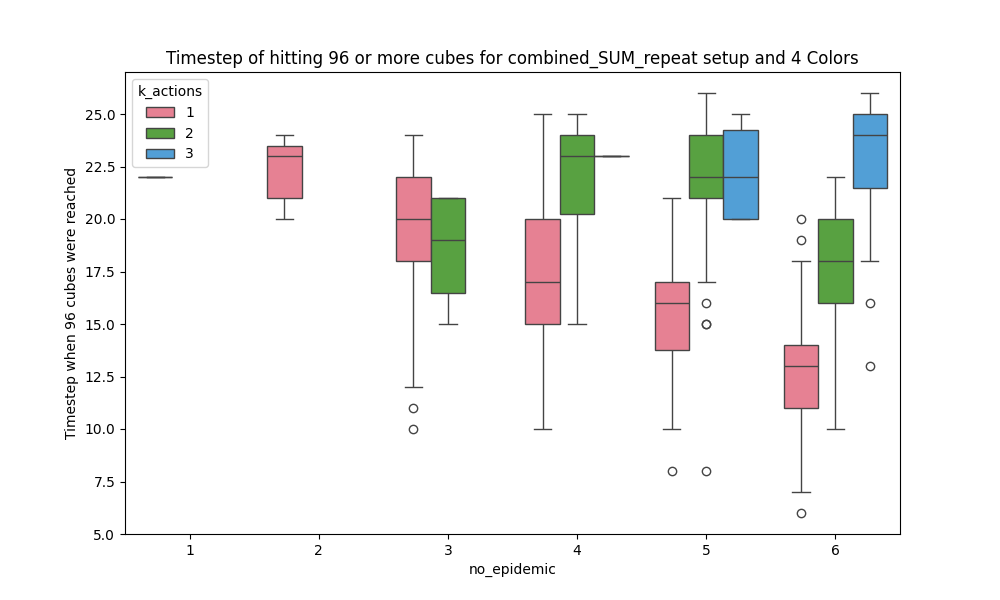 Timestep of hitting 96 or more cubes for combined_SUM_repeat setup and 4 Colors
k_actions
1
2
3
25.0
22.5
20.0
17.5
15.0
12.5
10.0
7.5
5.0
Timestep when 96 cubes were reached
1 2 3 4 5 6
no_epidemic